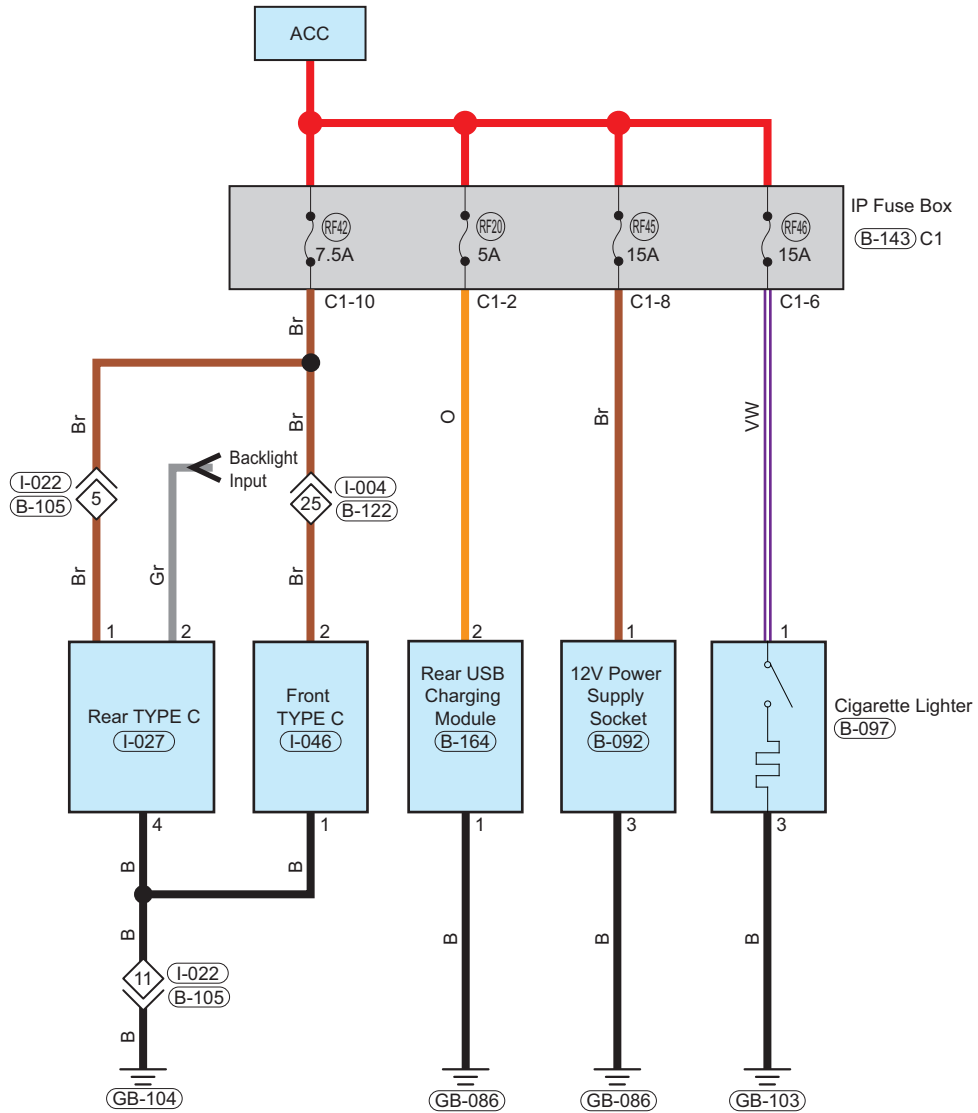 ACC
IP Fuse Box
B-143 C1
RF42
7.5A
RF20
5A
RF45
15A
RF46
15A
C1-10
C1-2
C1-8
C1-6
Br
Br
Br
O
Br
VW
Backlight
Input
I-022
B-105
5
25
I-004
B-122
Br
Gr
Br
1
2
2
2
1
1
Rear TYPE C
I-027
Front
TYPE C
I-046
Rear USB
Charging
Module
B-164
12V Power
Supply
Socket
B-092
Cigarette Lighter
B-097
4
1
1
3
3
B
B
B
B
B
B
11
I-022
B-105
B
GB-104
GB-086
GB-086
GB-103